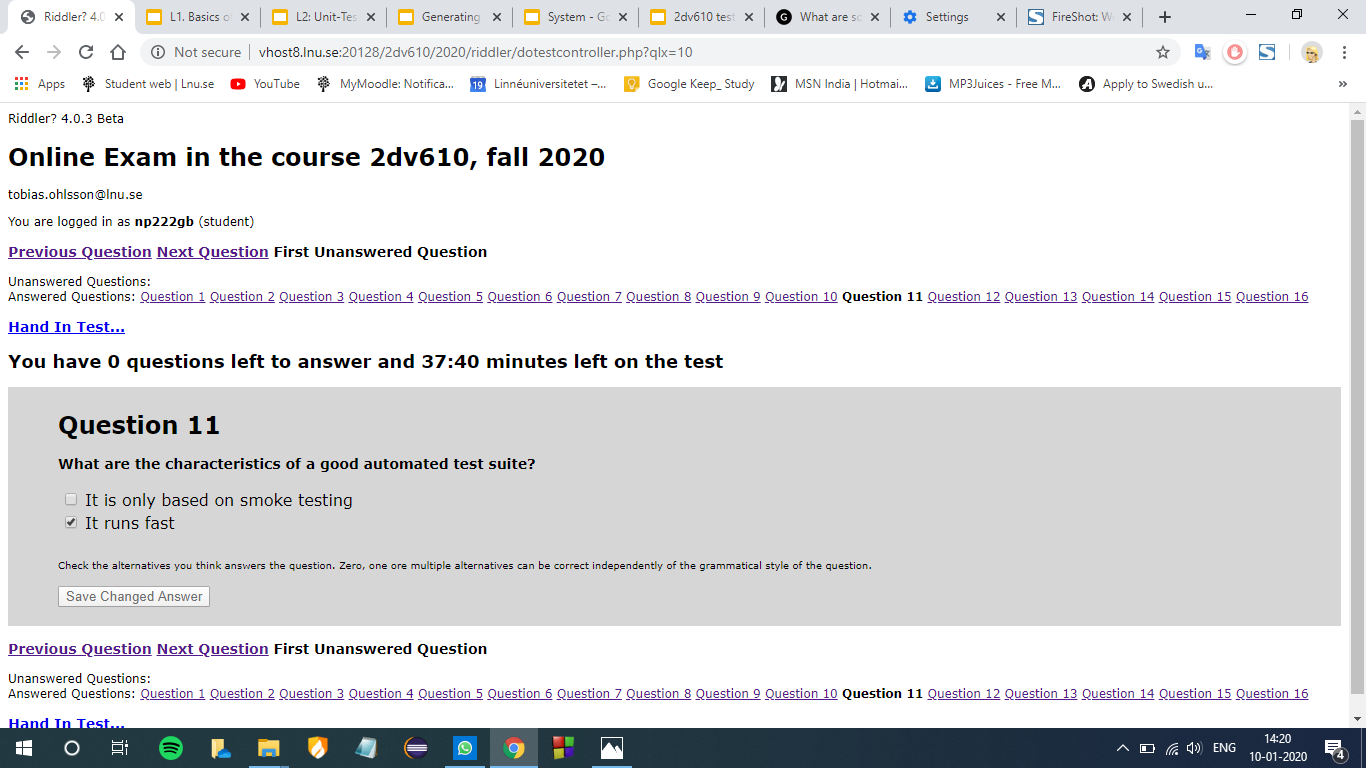 Riddler? 4.0
L1. Basics o
L2: Unit-Tes
Generating
System - Go
2dv610 test
What are sc
Settings
FireShot: W
Not secure | vhost8.lnu.se:20128/2dv610/2020/riddler/dotestcontroller.php?qlx=10
Apps
Student web | Lnu.se
YouTube
MyMoodle: Notifica...
19
Linnéuniversitetet –...
Google Keep_ Study
MSN India | Hotmai...
MP3Juices - Free M...
Apply to Swedish u...
»
Riddler? 4.0.3 Beta
Online Exam in the course 2dv610, fall 2020
tobias.ohlsson@lnu.se
You are logged in as np222gb (student)
Previous Question Next Question First Unanswered Question
Unanswered Questions:
Answered Questions: Question 1 Question 2 Question 3 Question 4 Question 5 Question 6 Question 7 Question 8 Question 9 Question 10 Question 11 Question 12 Question 13 Question 14 Question 15 Question 16
Hand In Test...
You have 0 questions left to answer and 37:40 minutes left on the test
Question 11
What are the characteristics of a good automated test suite?
It is only based on smoke testing
It runs fast
Check the alternatives you think answers the question. Zero, one ore multiple alternatives can be correct independently of the grammatical style of the question.
Save Changed Answer
Previous Question Next Question First Unanswered Question
Unanswered Questions:
Answered Questions: Question 1 Question 2 Question 3 Question 4 Question 5 Question 6 Question 7 Question 8 Question 9 Question 10 Question 11 Question 12 Question 13 Question 14 Question 15 Question 16
Hand In Test...
ENG
14:20
10-01-2020
4